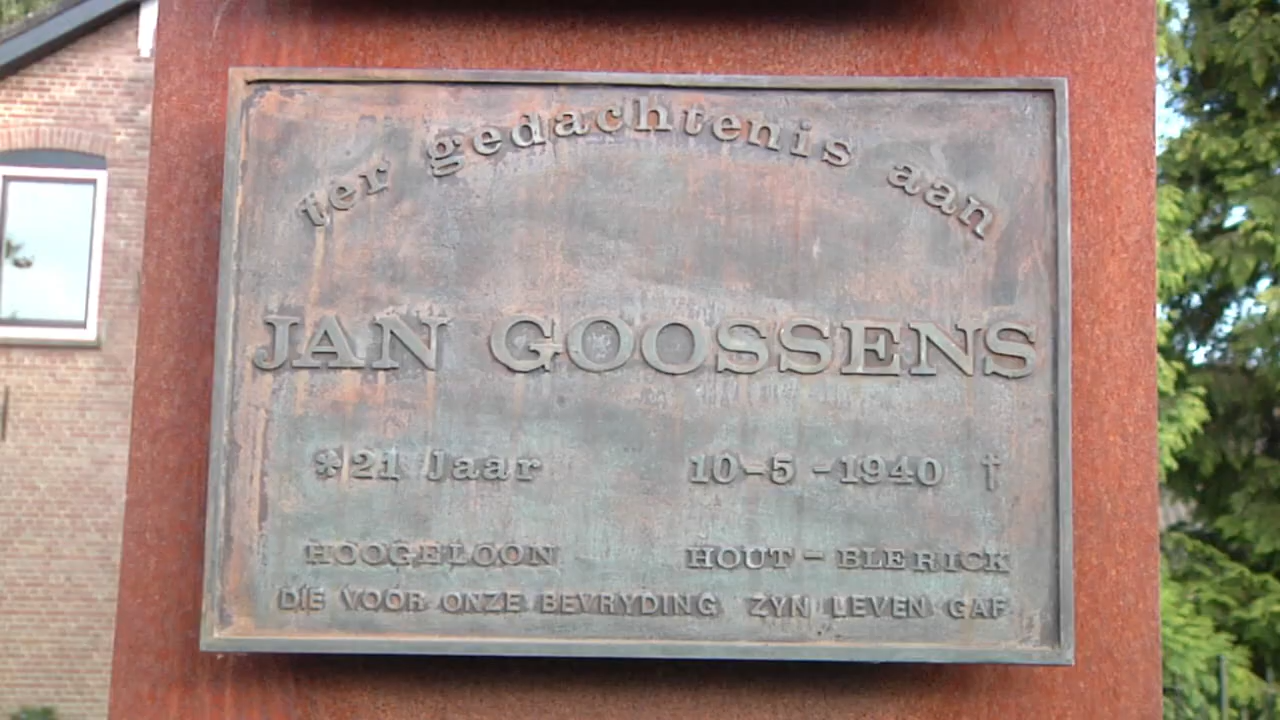 ter gedachtenis aan
JAN GOOSSENS
* 21 Jaar 10-5-1940 †
HOOGELOON HOUT-BLERICK
DIE VOOR ONZE BEVRYDING ZYN LEVEN GAF